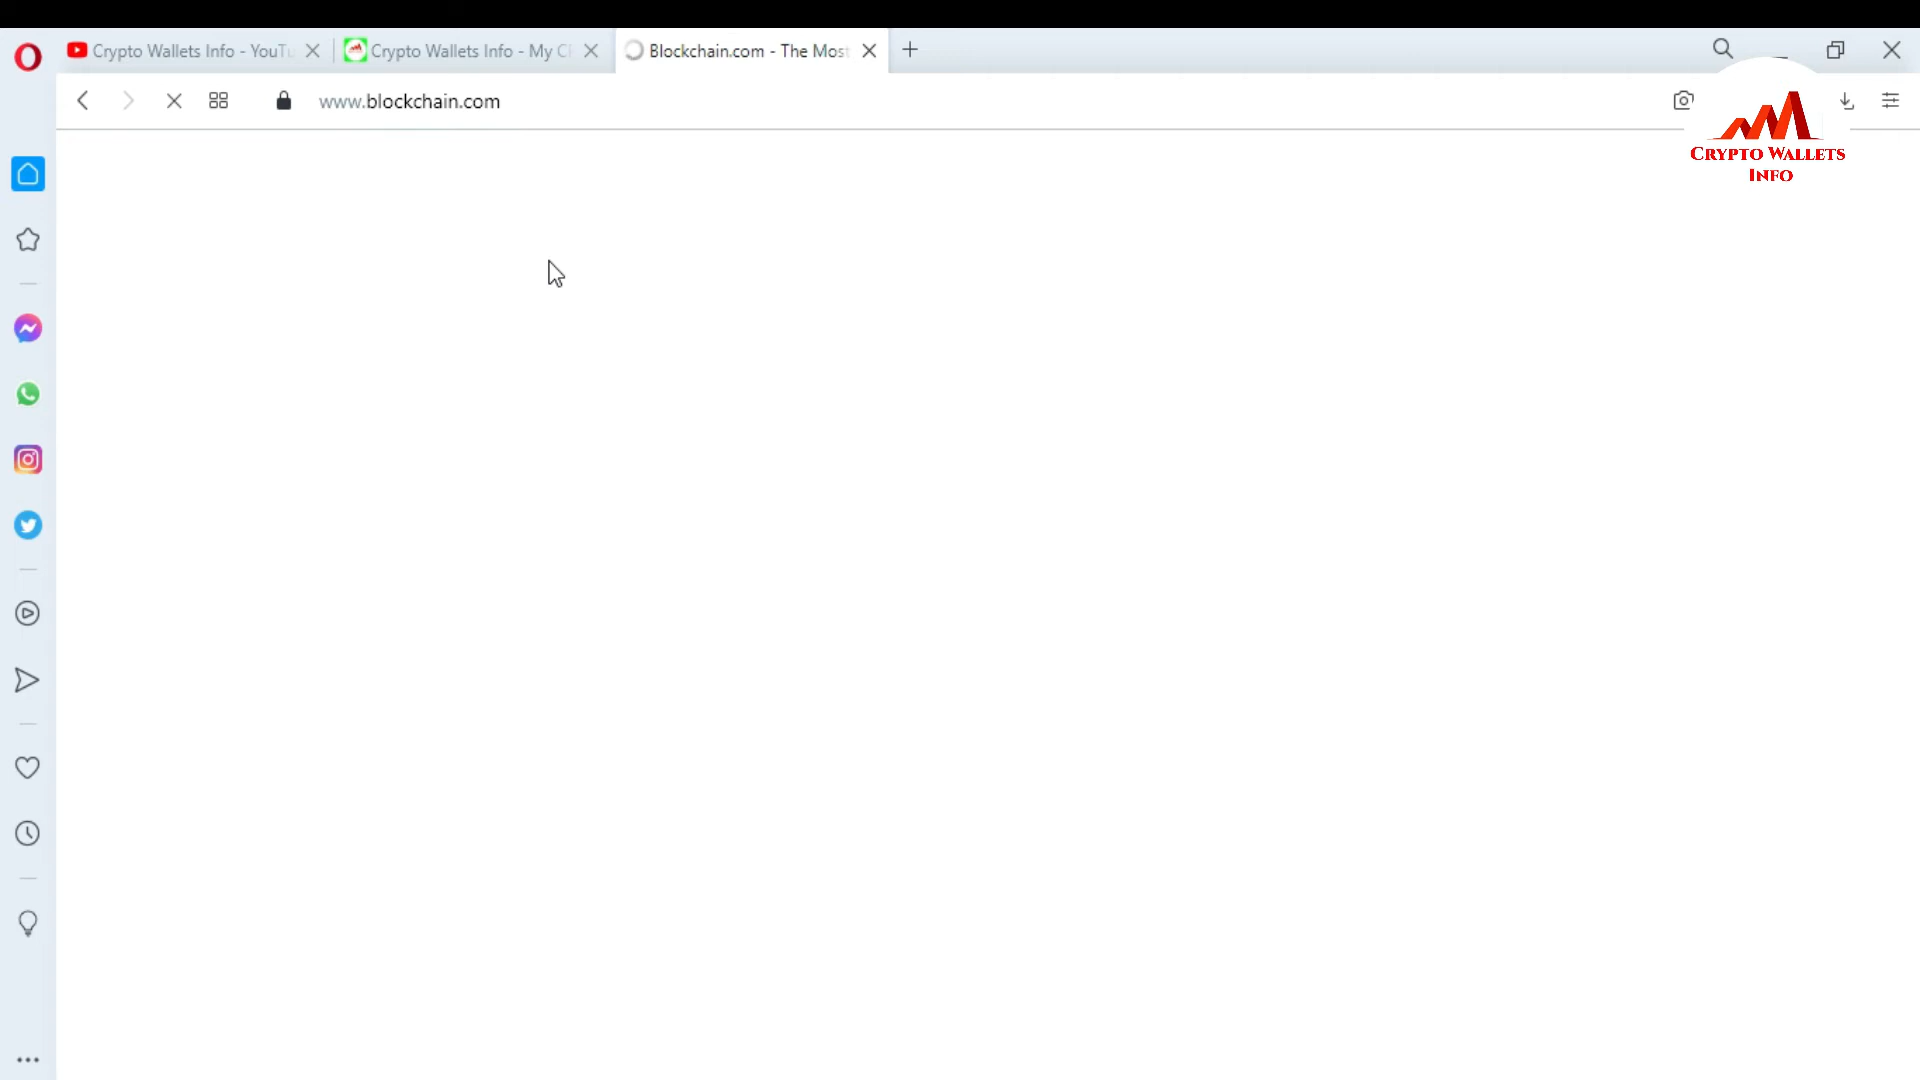 Crypto Wallets Info - YouTu
Crypto Wallets Info - My C
Blockchain.com - The Most
www.blockchain.com
CRYPTO WALLETS
INFO